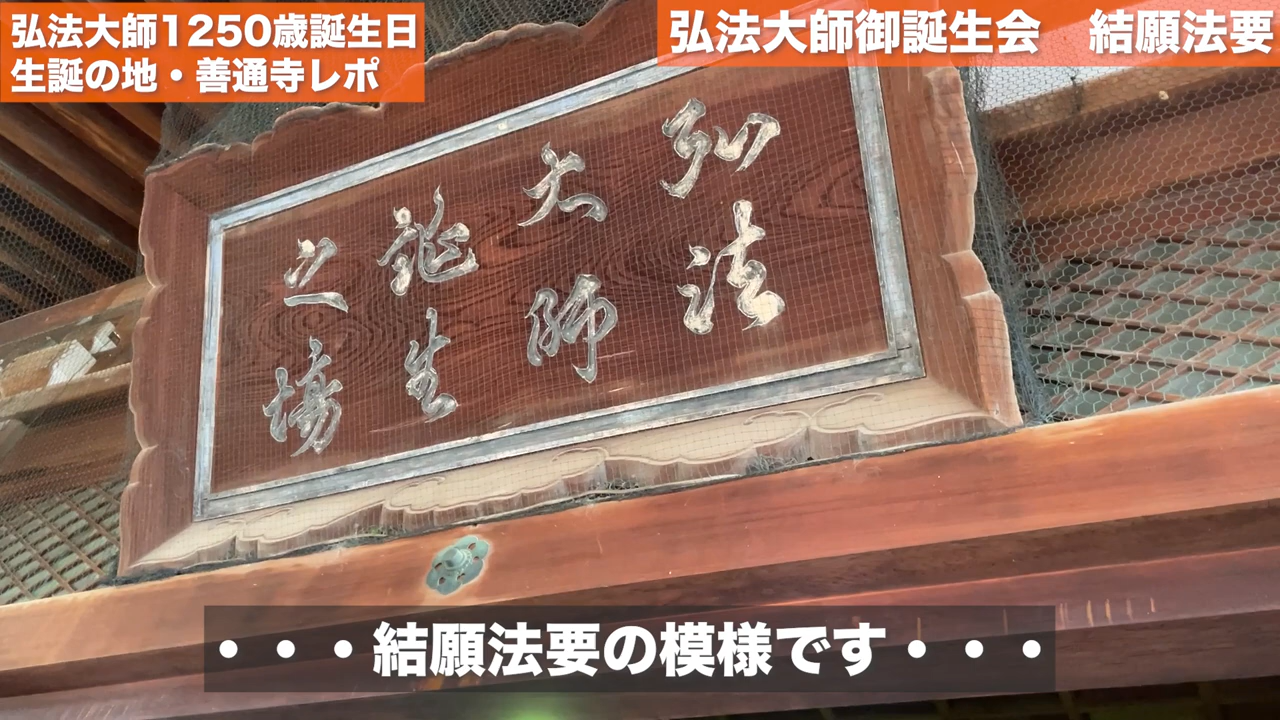 弘法大師1250歳誕生日
生誕の地・善通寺レポ
弘法大師御誕生会　結願法要
弘法
大師
誕生
之場
・・・結願法要の模様です・・・